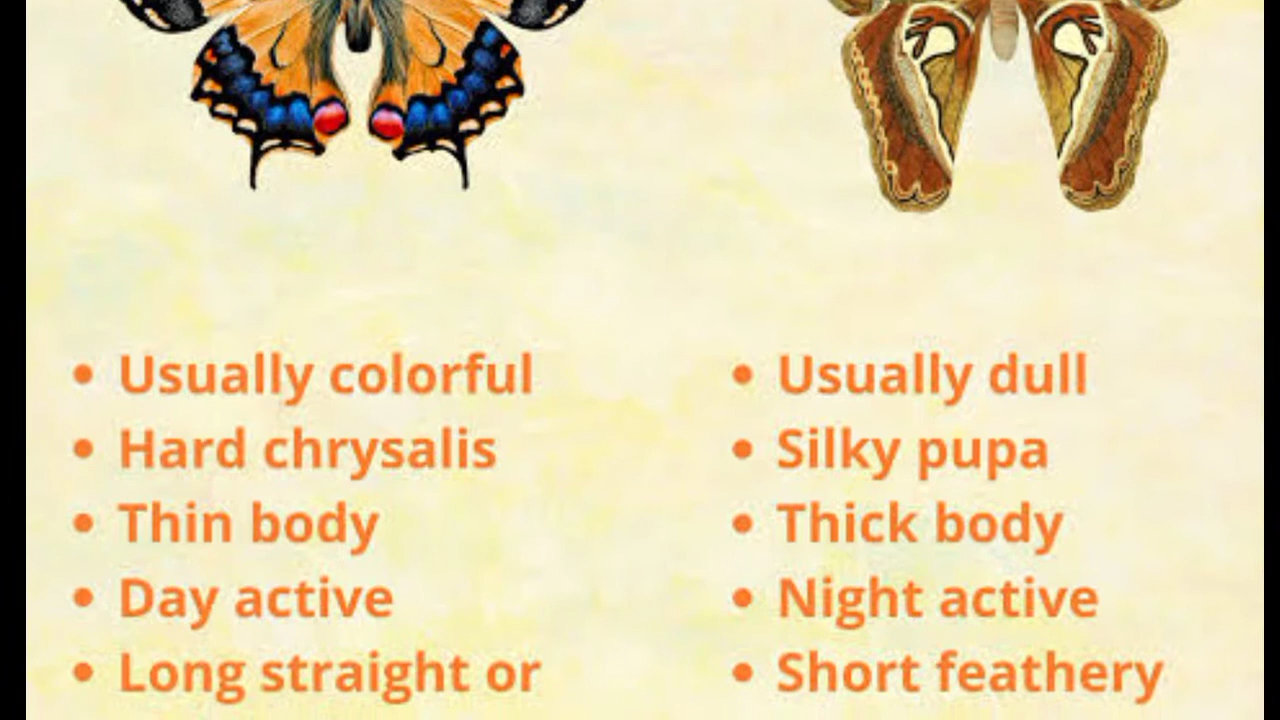 Usually colorful
Hard chrysalis
Thin body
Day active
Long straight or
Usually dull
Silky pupa
Thick body
Night active
Short feathery